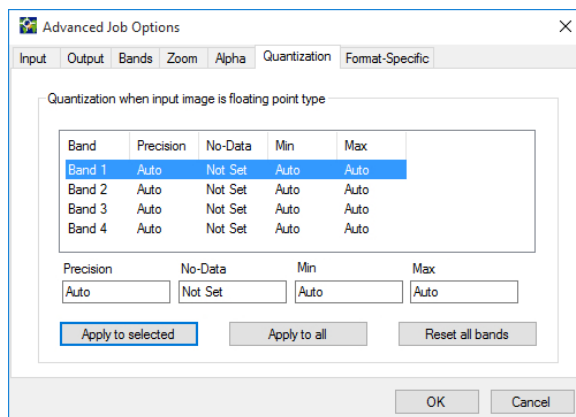 Advanced Job Options
Input Output Bands Zoom Alpha Quantization Format-Specific
Quantization when input image is floating point type
Band Precision No-Data Min Max
Band 1 Auto Not Set Auto Auto
Band 2 Auto Not Set Auto Auto
Band 3 Auto Not Set Auto Auto
Band 4 Auto Not Set Auto Auto
Precision No-Data Min Max
Auto Not Set Auto Auto
Apply to selected Apply to all Reset all bands
OK Cancel